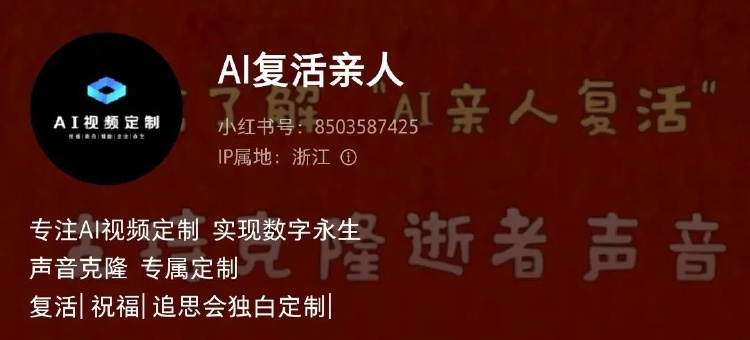 AI复活亲人
了解 "AI亲人复活"
小红书号：8503587425
IP属地：浙江
AI视频定制
专注AI视频定制 实现数字永生
声音克隆 专属定制
克隆逝者声音
复活| 祝福| 追思会独白定制|